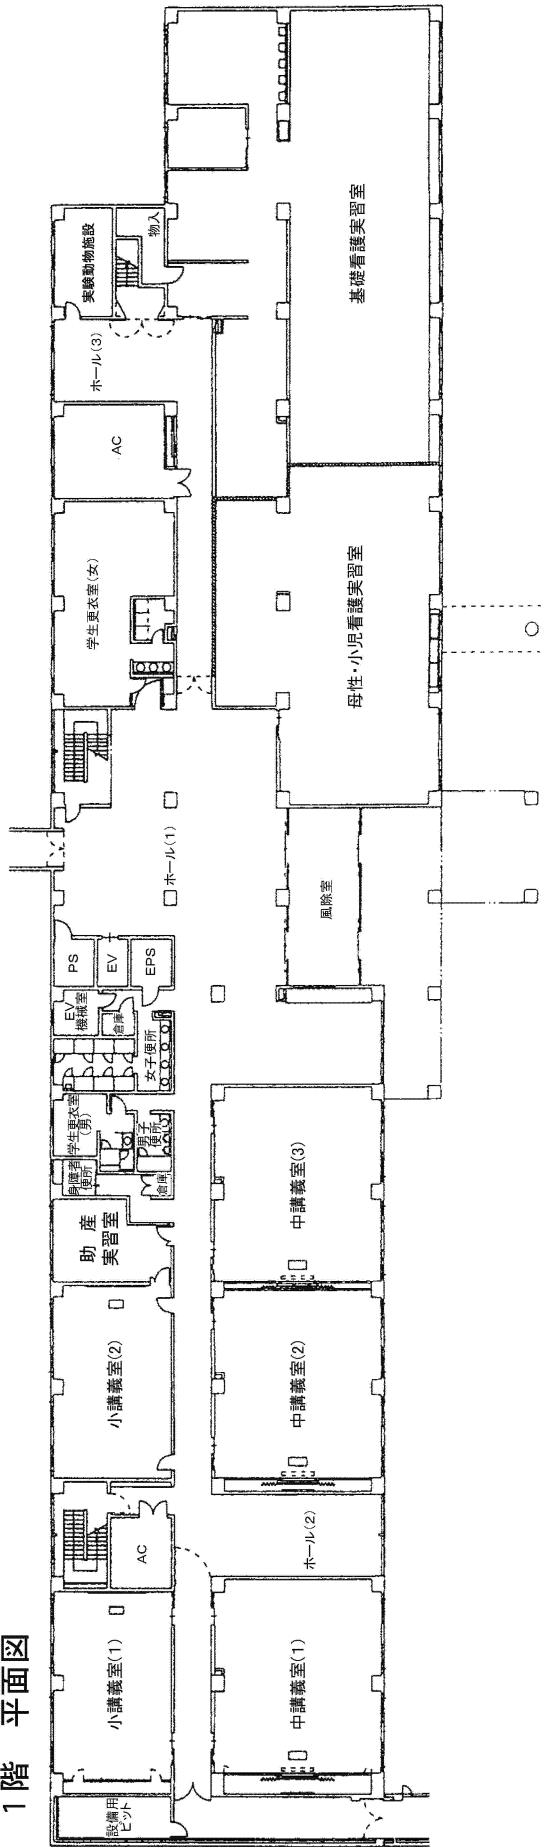 1階 平面図
設備用
ピット
小講義室(1)
AC
小講義室(2)
助 産
実習室
身障者
便所
学生更衣室
(男)
倉庫
男子
便所
女子便所
倉庫
EV
機械室
PS
EV
EPS
ホール(1)
学生更衣室(女)
AC
ホール(3)
実験動物施設
物入
中講義室(1)
ホール(2)
中講義室(2)
中講義室(3)
風除室
母性・小児看護実習室
基礎看護実習室